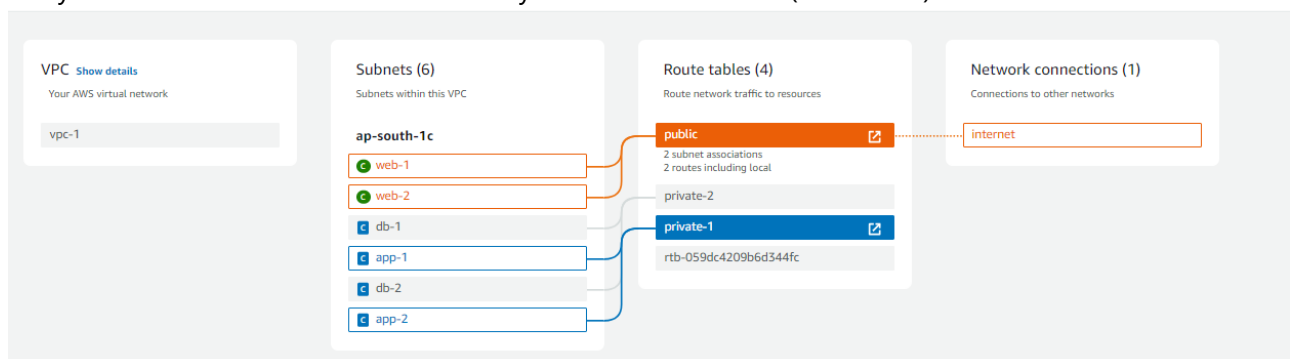 VPC Show details
Your AWS virtual network
vpc-1
Subnets (6)
Subnets within this VPC
ap-south-1c
C web-1
C web-2
C db-1
C app-1
C db-2
C app-2
Route tables (4)
Route network traffic to resources
public
2 subnet associations
2 routes including local
private-2
private-1
rtb-059dc4209b6d344fc
Network connections (1)
Connections to other networks
internet